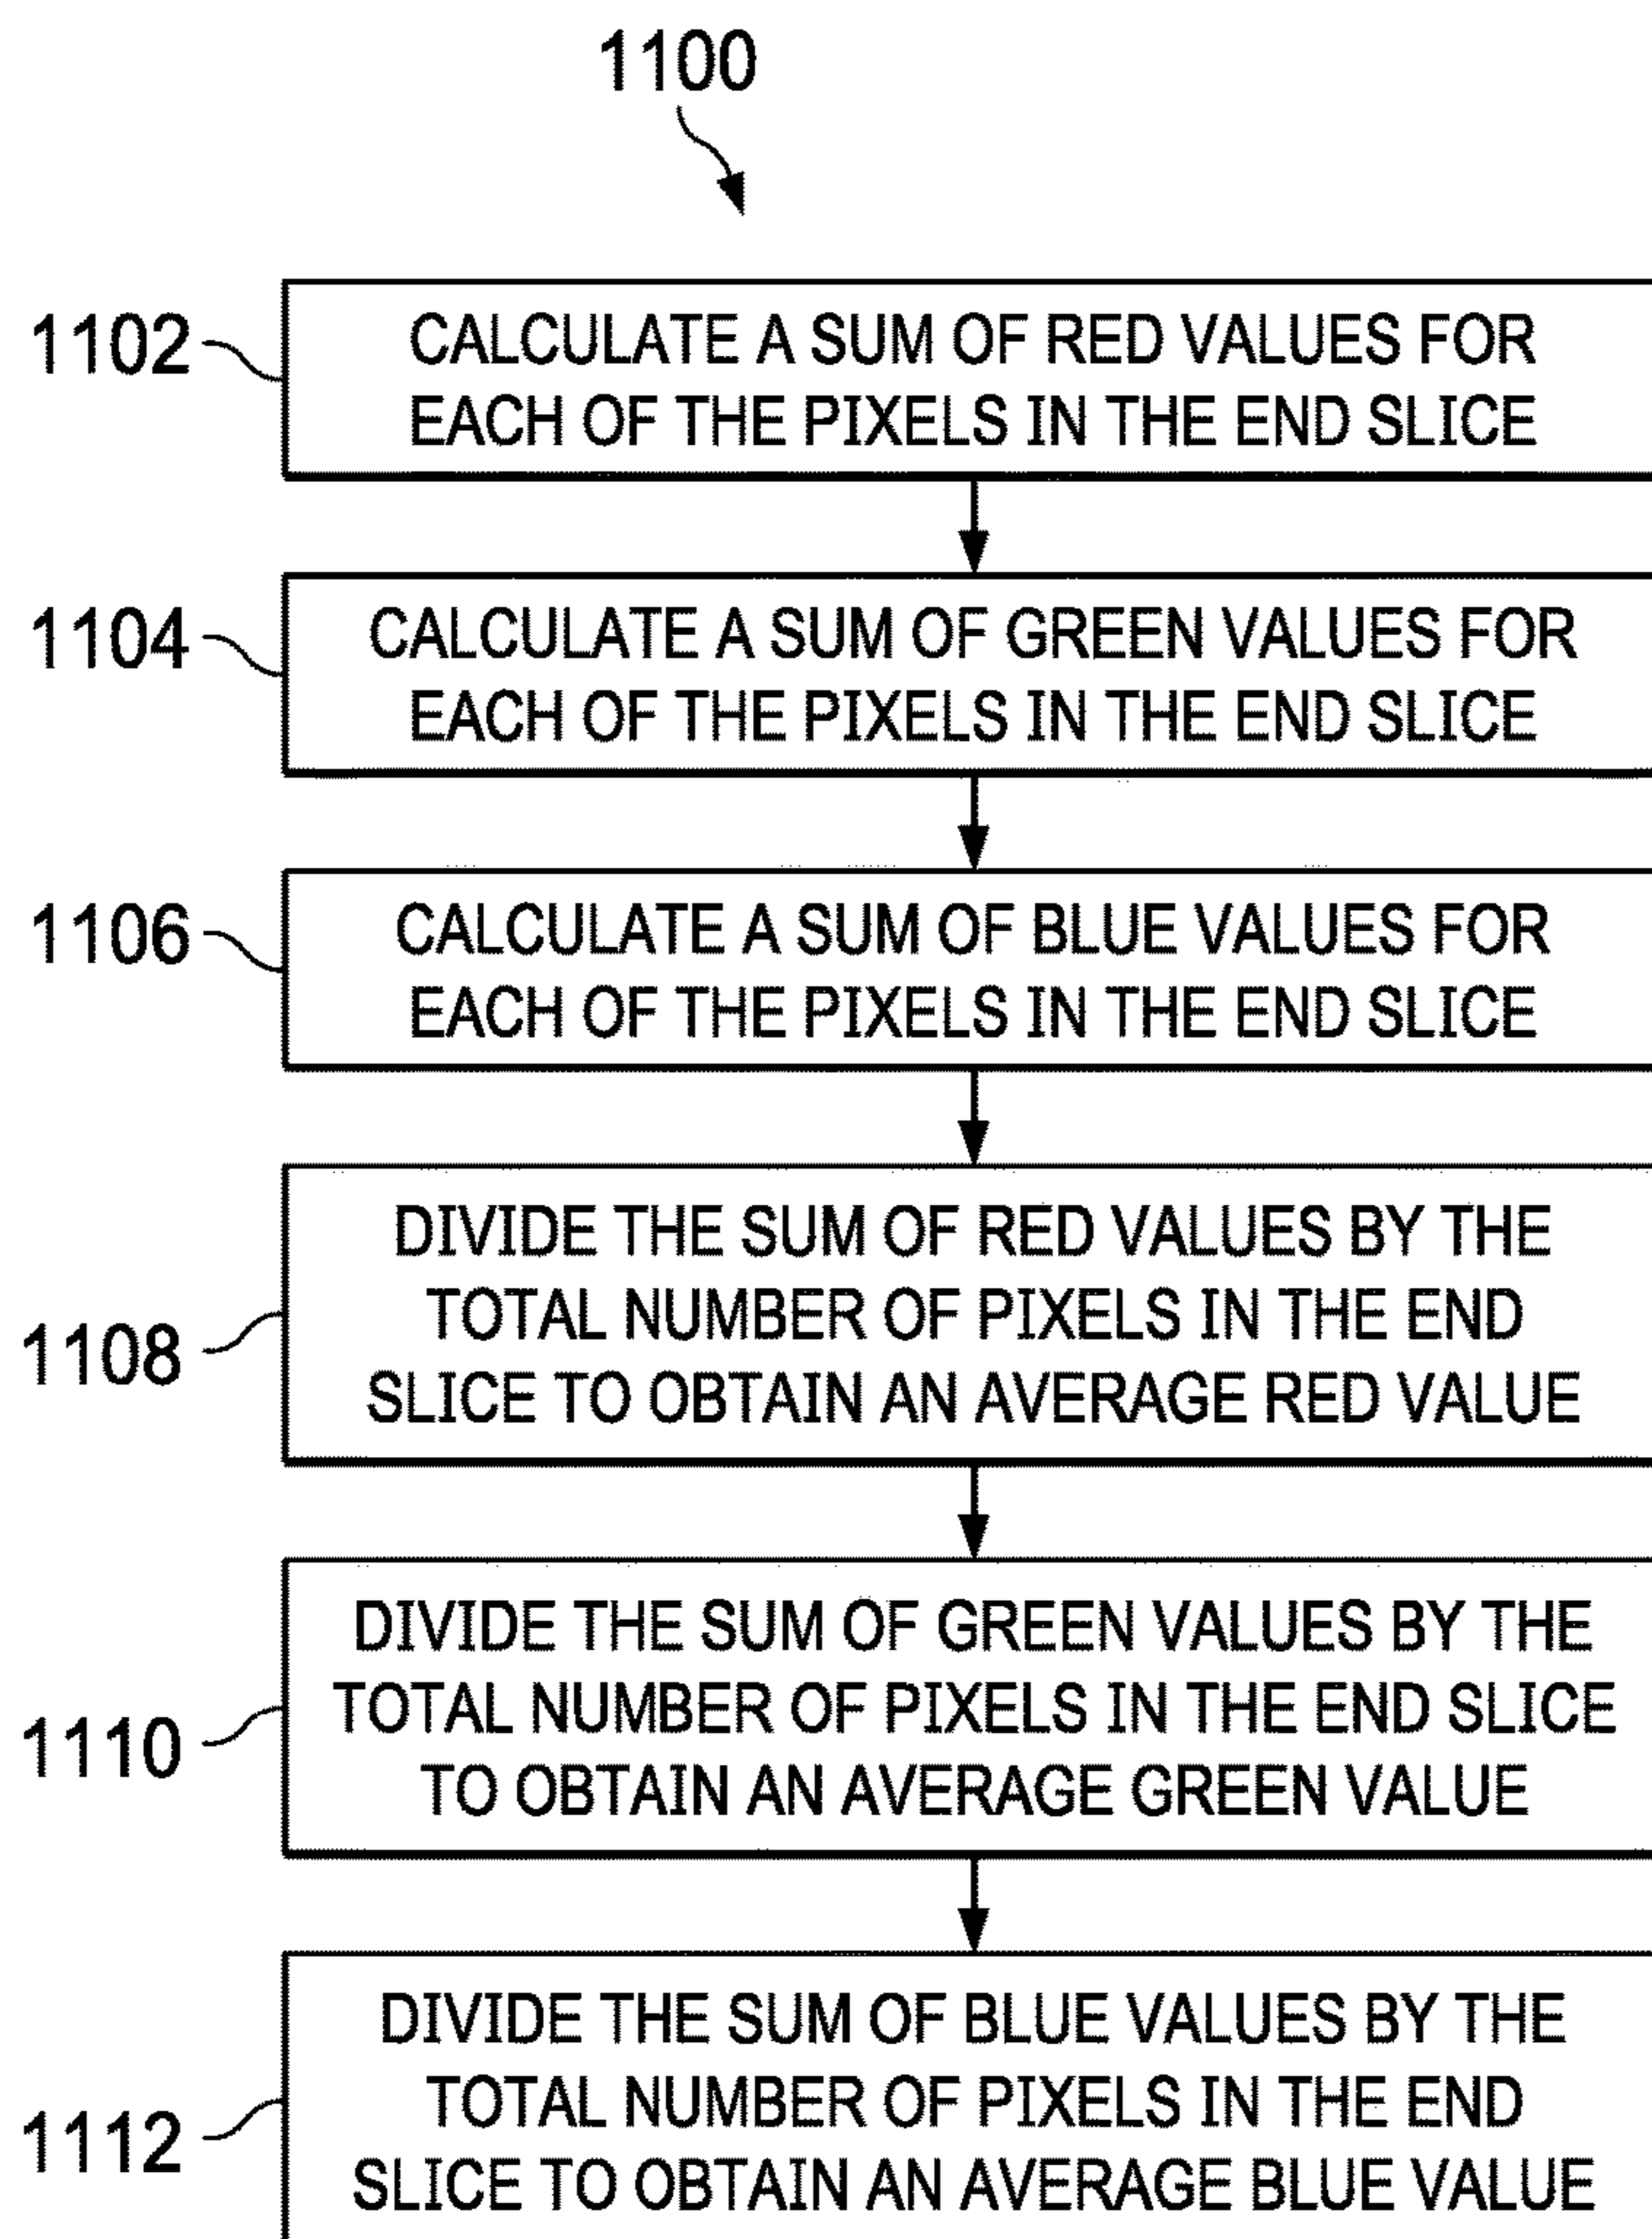 1100
1102
CALCULATE A SUM OF RED VALUES FOR
EACH OF THE PIXELS IN THE END SLICE
1104
CALCULATE A SUM OF GREEN VALUES FOR
EACH OF THE PIXELS IN THE END SLICE
1106
CALCULATE A SUM OF BLUE VALUES FOR
EACH OF THE PIXELS IN THE END SLICE
1108
DIVIDE THE SUM OF RED VALUES BY THE
TOTAL NUMBER OF PIXELS IN THE END
SLICE TO OBTAIN AN AVERAGE RED VALUE
1110
DIVIDE THE SUM OF GREEN VALUES BY THE
TOTAL NUMBER OF PIXELS IN THE END SLICE
TO OBTAIN AN AVERAGE GREEN VALUE
1112
DIVIDE THE SUM OF BLUE VALUES BY THE
TOTAL NUMBER OF PIXELS IN THE END
SLICE TO OBTAIN AN AVERAGE BLUE VALUE